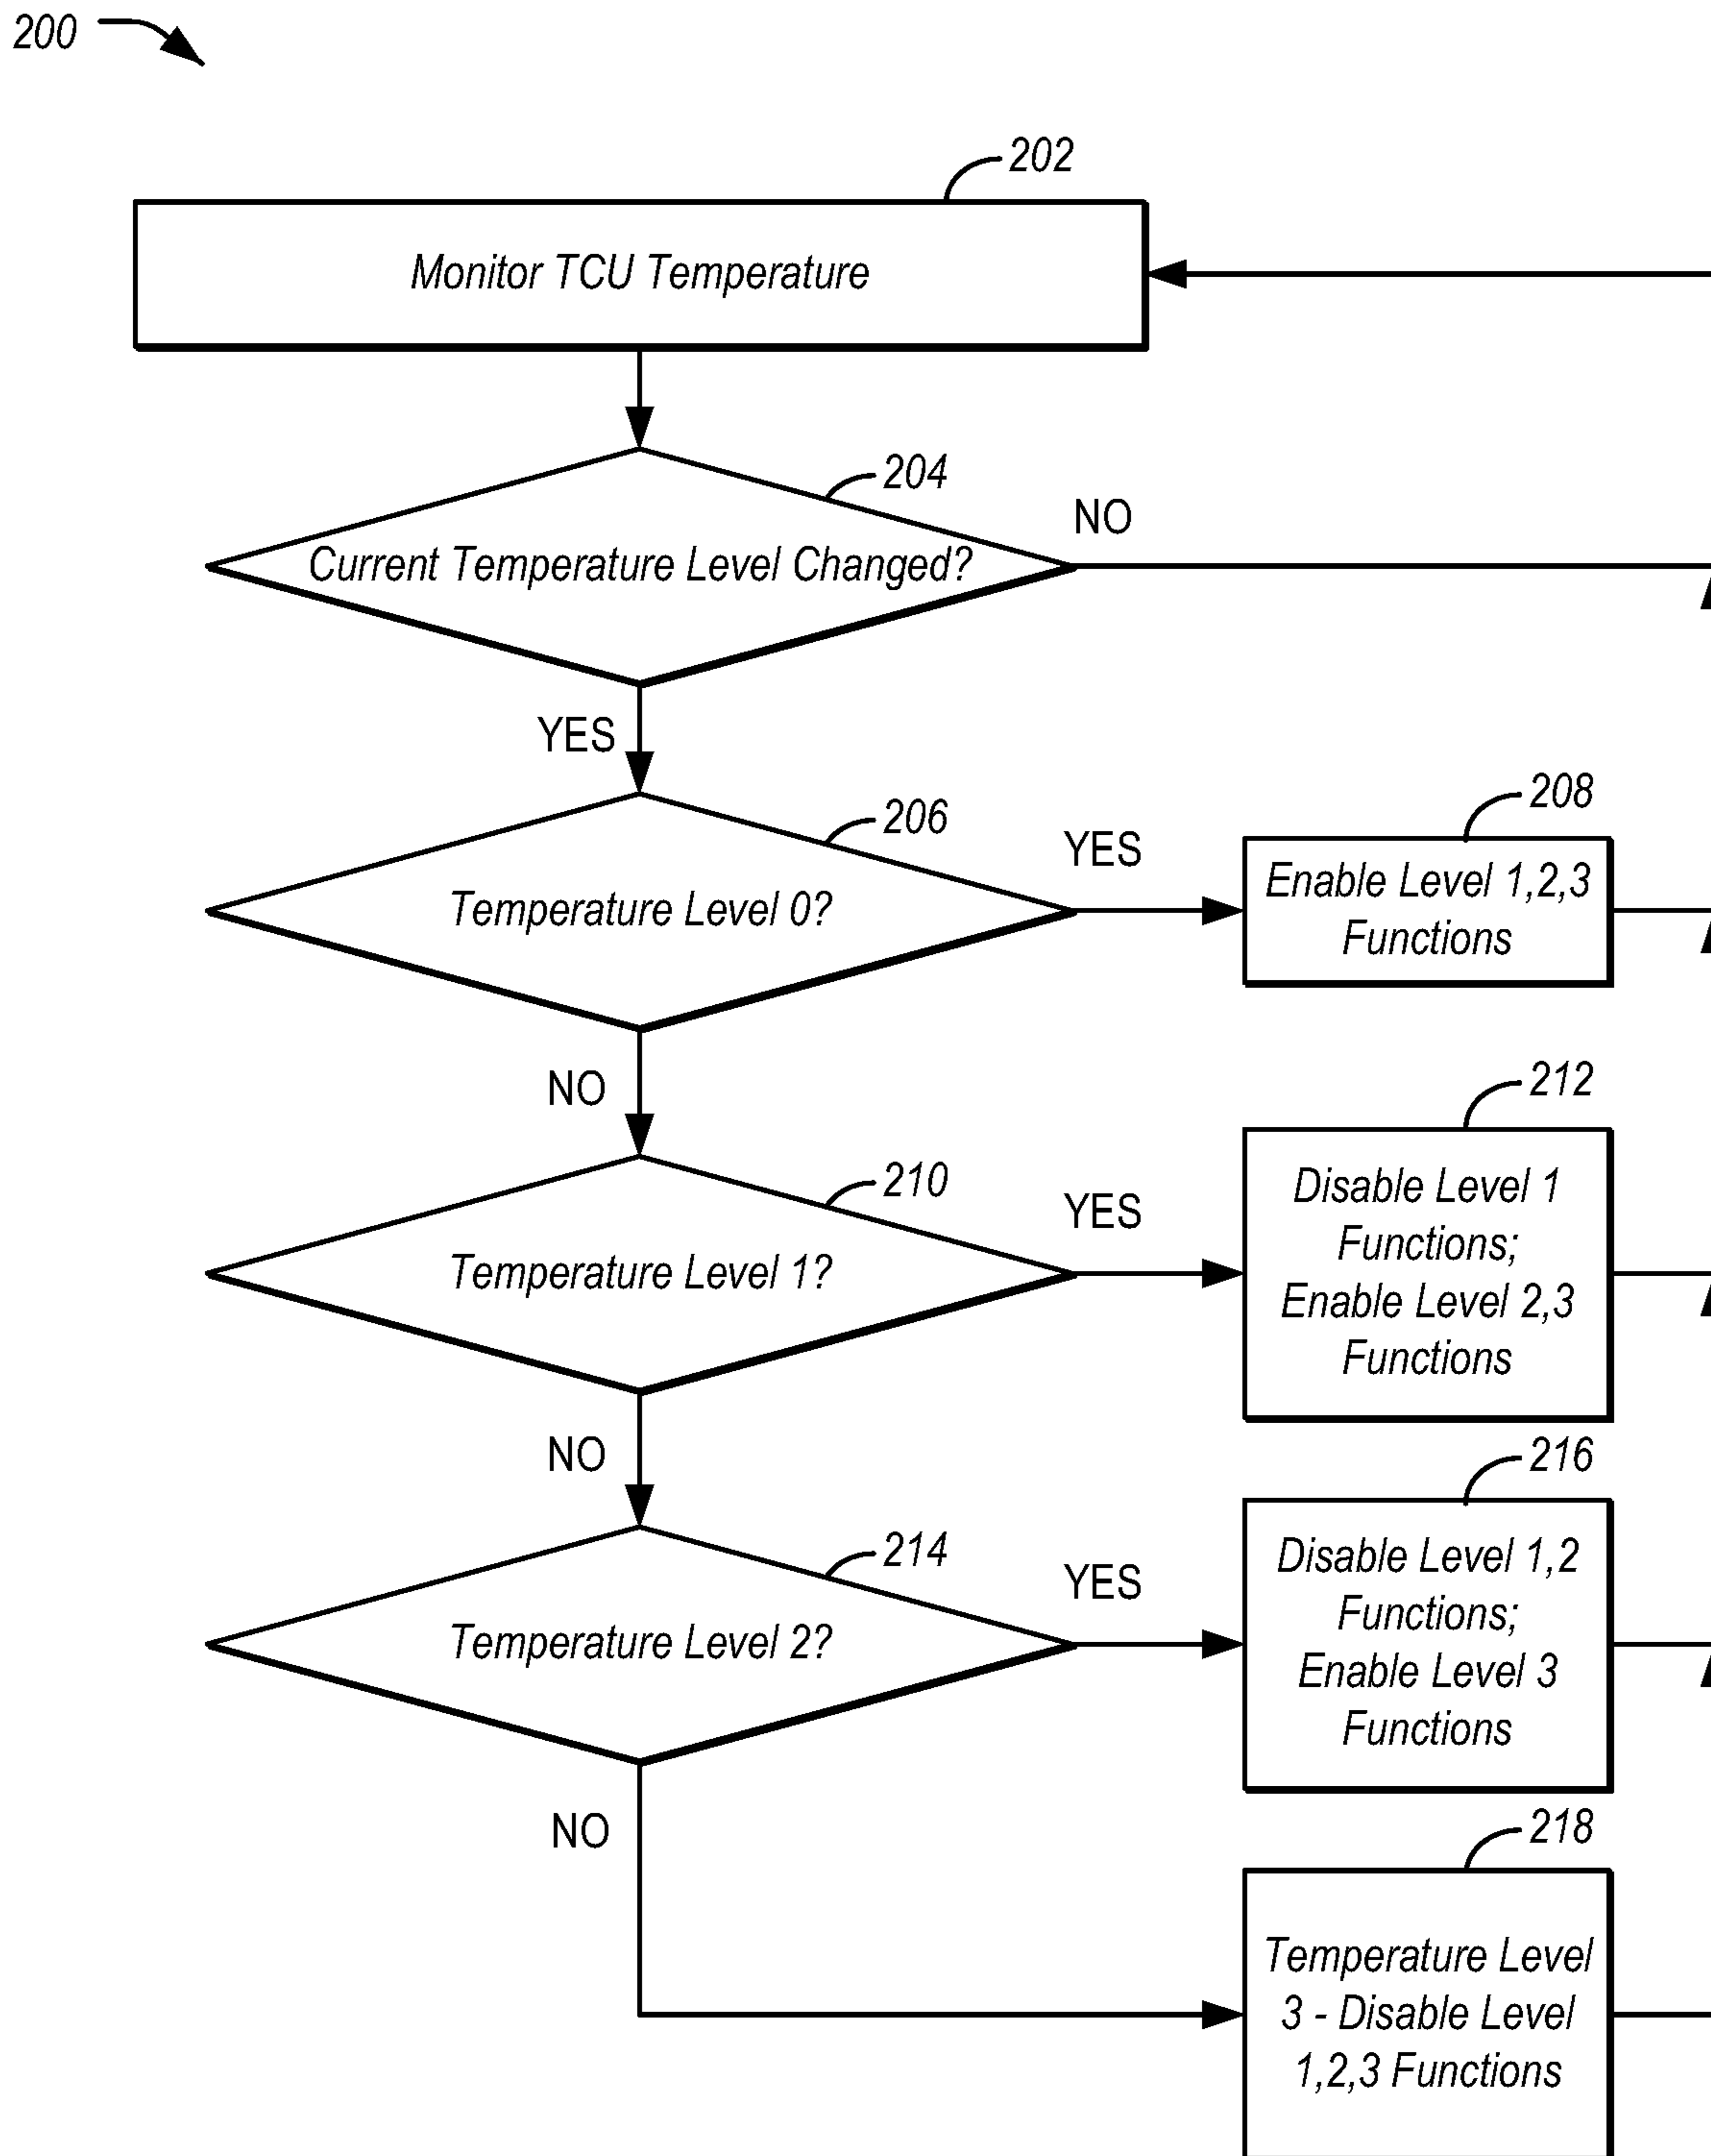 200
202
Monitor TCU Temperature
204
NO
Current Temperature Level Changed?
YES
206
YES
208
Enable Level 1,2,3
Functions
Temperature Level 0?
NO
210
YES
212
Disable Level 1
Functions;
Enable Level 2,3
Functions
Temperature Level 1?
NO
214
YES
216
Disable Level 1,2
Functions;
Enable Level 3
Functions
Temperature Level 2?
NO
218
Temperature Level
3 - Disable Level
1,2,3 Functions